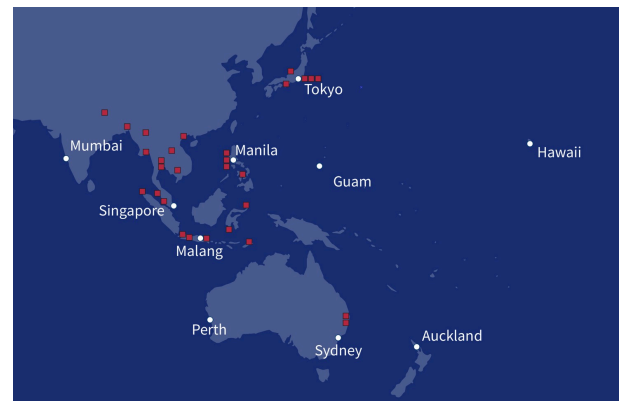 Tokyo
Mumbai
Manila
Hawaii
Guam
Singapore
Malang
Perth
Sydney
Auckland